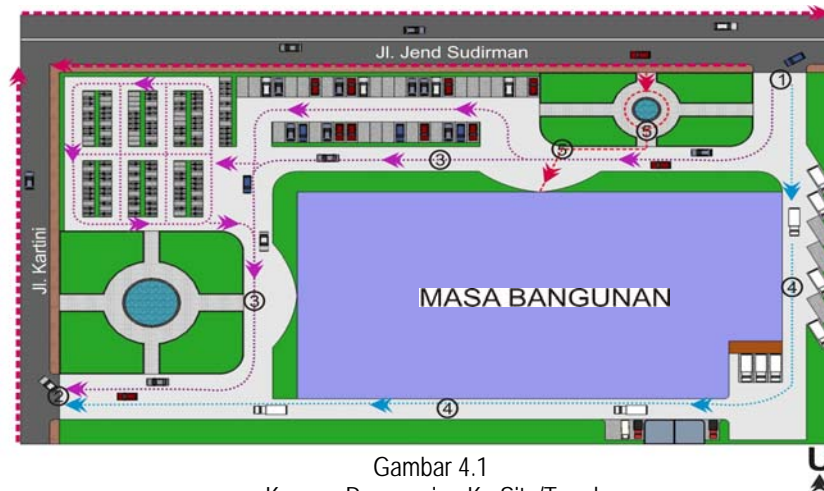 Jl. Jend Sudirman
1
5
5
3
Jl. Kartini
4
MASA BANGUNAN
3
2
4
Gambar 4.1
U